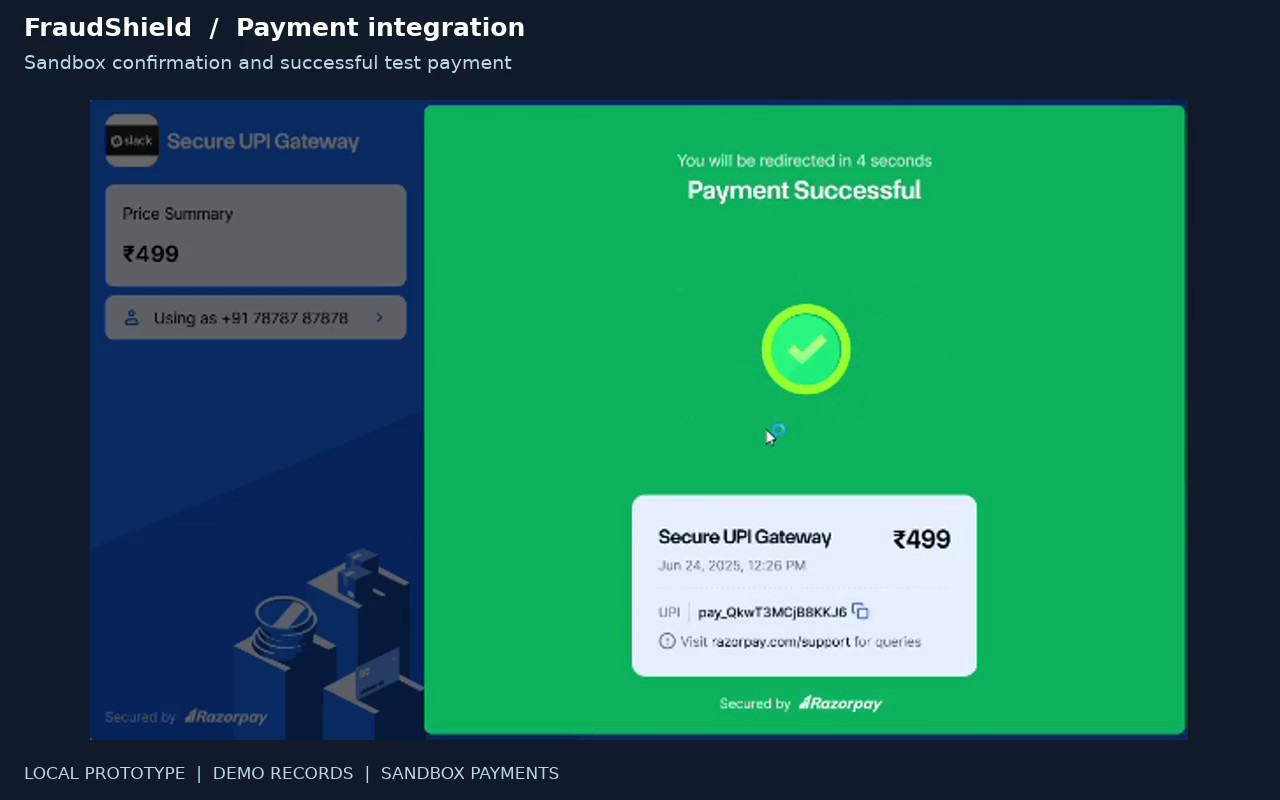 FraudShield / Payment integration
Sandbox confirmation and successful test payment
slack
Secure UPI Gateway
Price Summary
₹499
Using as +91 78787 87878
Secured by Razorpay
You will be redirected in 4 seconds
Payment Successful
Secure UPI Gateway ₹499
Jun 24, 2025, 12:26 PM
UPI | pay_QkwT3MCjB8KKJ6
Visit razorpay.com/support for queries
Secured by Razorpay
LOCAL PROTOTYPE | DEMO RECORDS | SANDBOX PAYMENTS